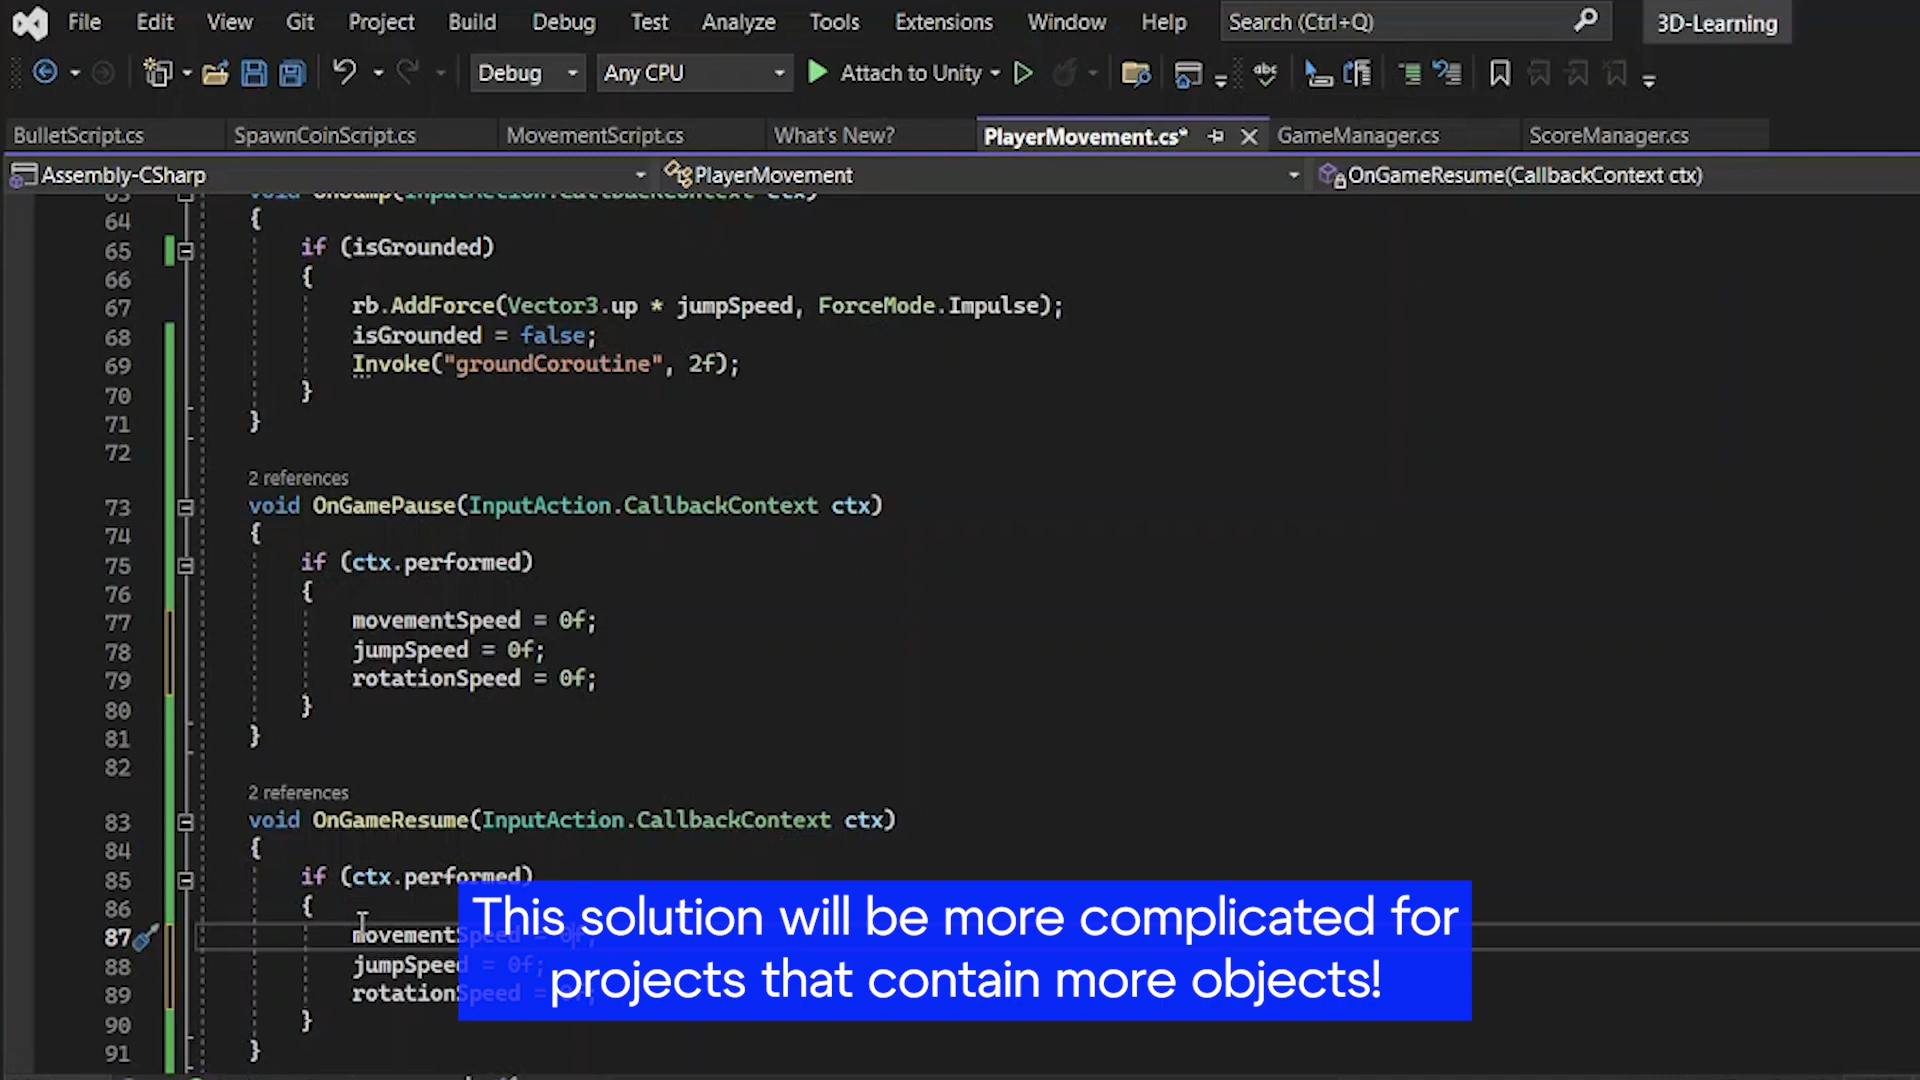 File Edit View Git Project Build Debug Test Analyze Tools Extensions Window Help Search (Ctrl+Q) 3D-Learning
Debug Any CPU Attach to Unity
BulletScript.cs SpawnCoinScript.cs MovementScript.cs What's New? PlayerMovement.cs* GameManager.cs ScoreManager.cs
Assembly-CSharp PlayerMovement OnGameResume(CallbackContext ctx)
64 {
65 if (isGrounded)
66 {
67 rb.AddForce(Vector3.up * jumpSpeed, ForceMode.Impulse);
68 isGrounded = false;
69 Invoke("groundCoroutine", 2f);
70 }
71 }
72
2 references
73 void OnGamePause(InputAction.CallbackContext ctx)
74 {
75 if (ctx.performed)
76 {
77 movementSpeed = 0f;
78 jumpSpeed = 0f;
79 rotationSpeed = 0f;
80 }
81 }
82
2 references
83 void OnGameResume(InputAction.CallbackContext ctx)
84 {
85 if (ctx.performed)
86 {
87 movementSpeed = 0f;
88 jumpSpeed = 0f;
89 rotationSpeed =
90 }
91 }
This solution will be more complicated for
projects that contain more objects!